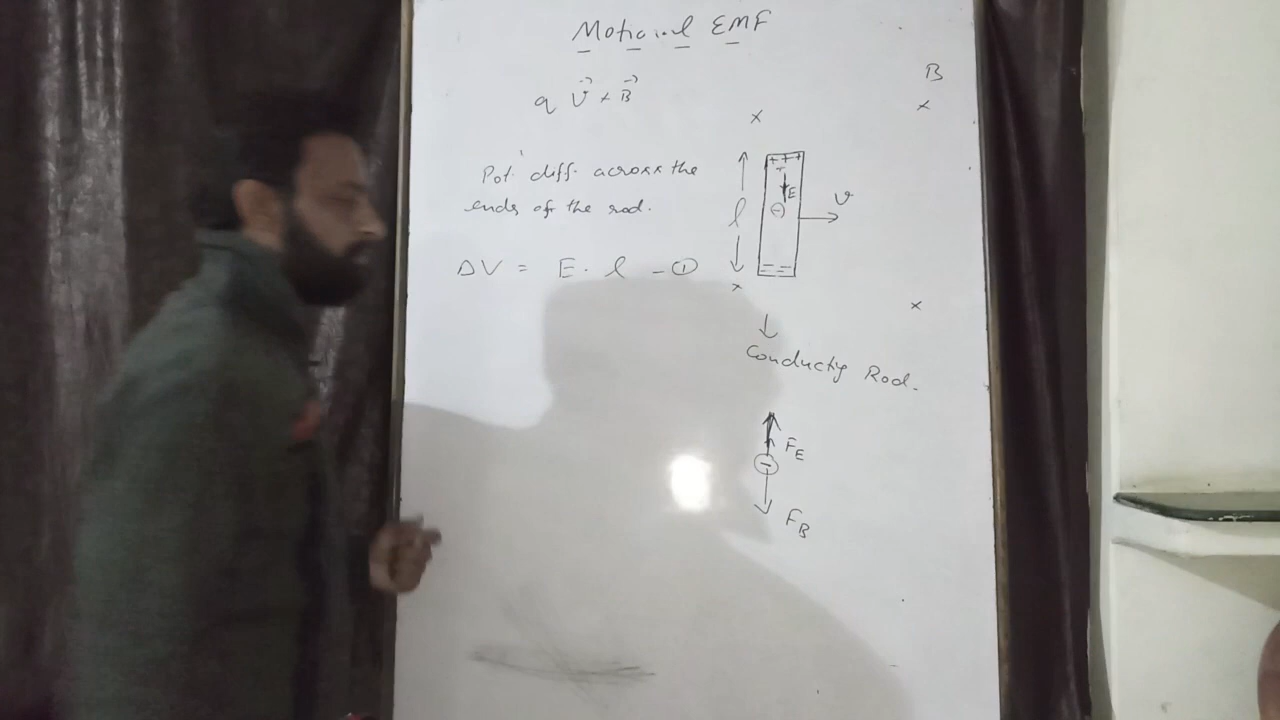 Motional EMF
q v⃗ × B⃗
B
× ×
Pot. diff. across the
ends of the rod.
+ + +
E
l
v
ΔV = E · l – ①
× ×
Conducting Rod.
F_E
F_B